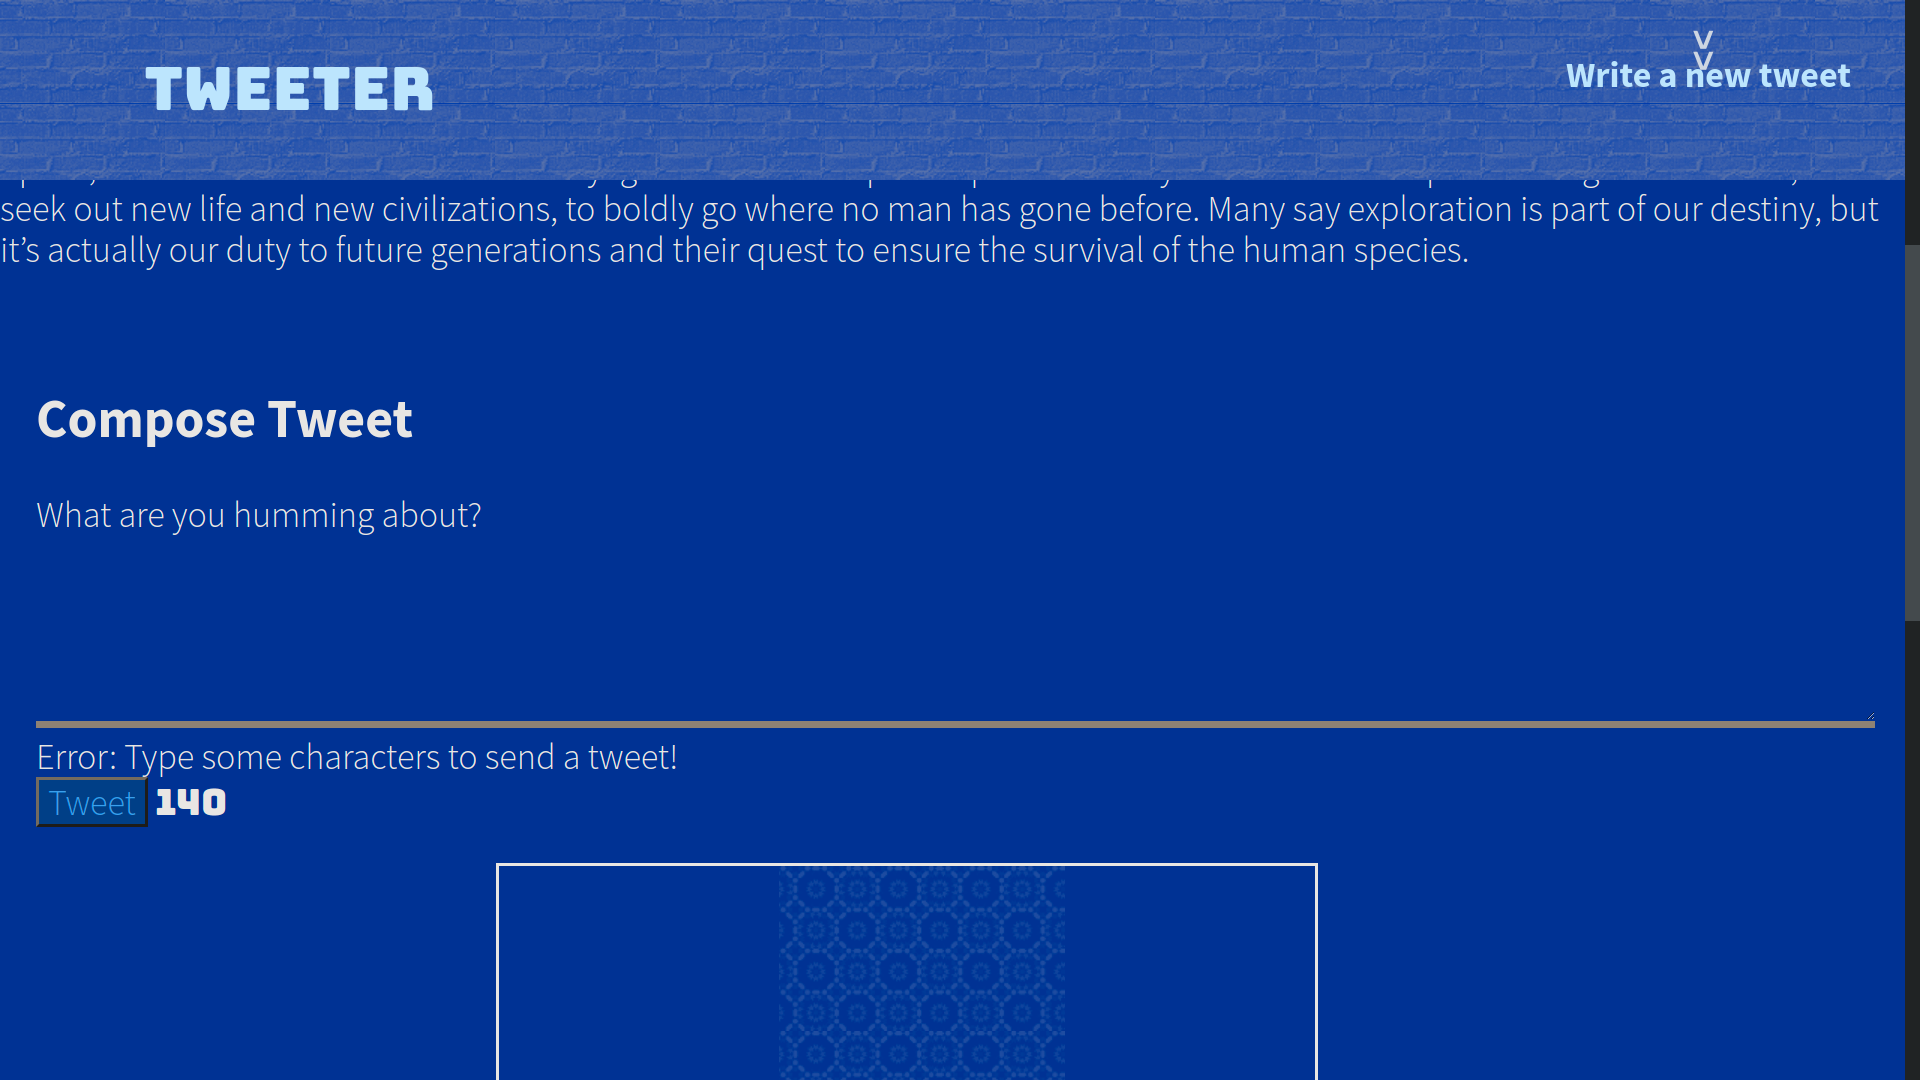 TWEETER
V
V
Write a new tweet
seek out new life and new civilizations, to boldly go where no man has gone before. Many say exploration is part of our destiny, but
it’s actually our duty to future generations and their quest to ensure the survival of the human species.
Compose Tweet
What are you humming about?
Error: Type some characters to send a tweet!
Tweet 140